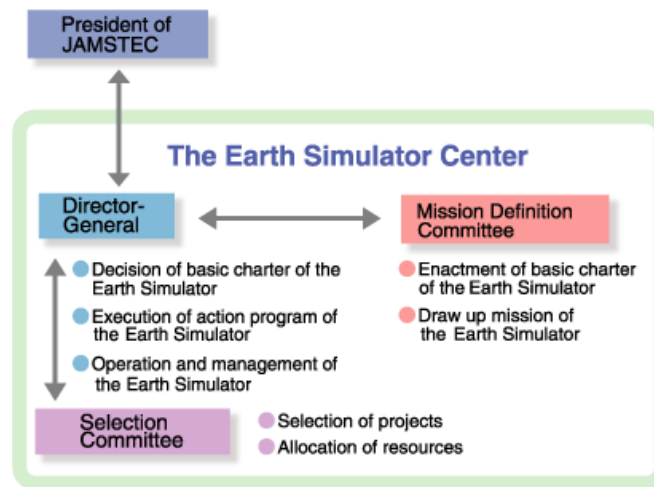 President of
JAMSTEC
The Earth Simulator Center
Director-
General
Decision of basic charter of the
Earth Simulator
Execution of action program of
the Earth Simulator
Operation and management of
the Earth Simulator
Mission Definition
Committee
Enactment of basic charter
of the Earth Simulator
Draw up mission of
the Earth Simulator
Selection
Committee
Selection of projects
Allocation of resources